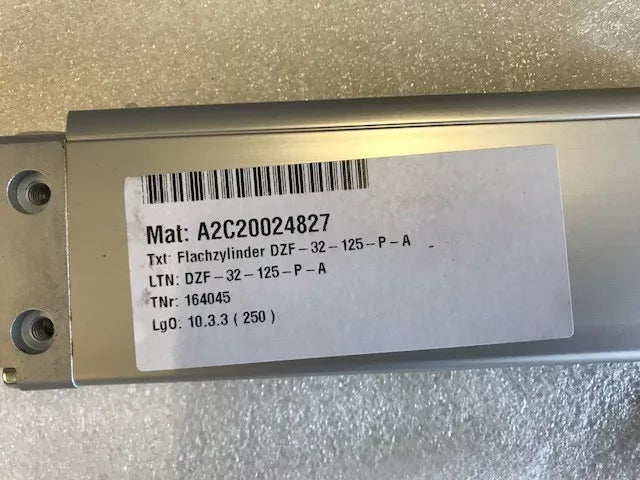 Mat: A2C20024827
Txt: Flachzylinder DZF-32-125-P-A
LTN: DZF-32-125-P-A
TNr: 164045
LgO: 10.3.3 ( 250 )